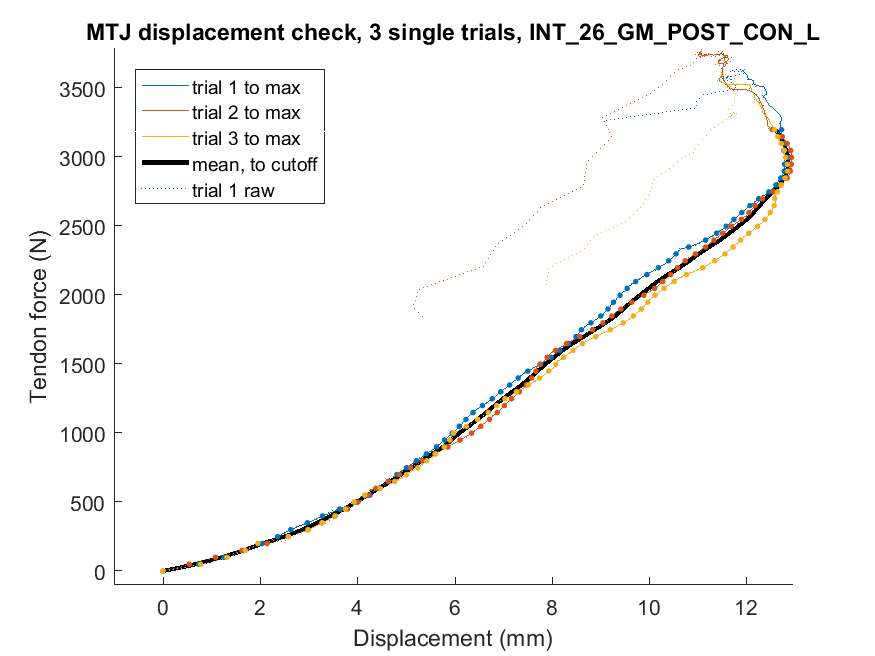 MTJ displacement check, 3 single trials, INT_26_GM_POST_CON_L
trial 1 to max
trial 2 to max
trial 3 to max
mean, to cutoff
trial 1 raw
3500
3000
2500
2000
1500
1000
500
0
Tendon force (N)
0 2 4 6 8 10 12
Displacement (mm)